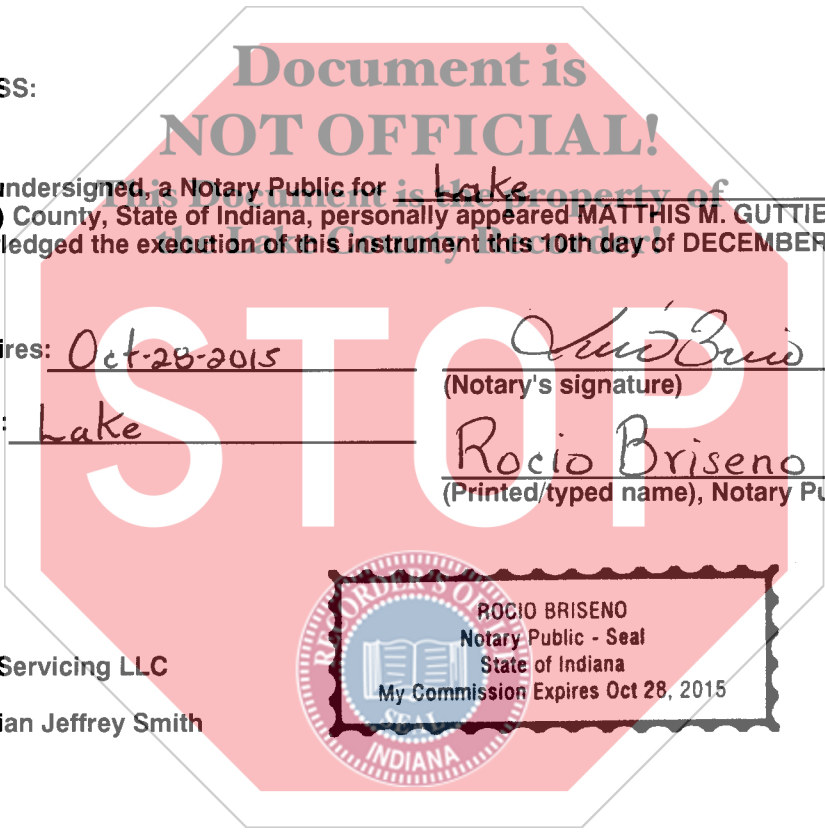 Document is
NOT OFFICIAL!
SS:
undersigned, a Notary Public for Lake
This Document is the property of
) County, State of Indiana, personally appeared MATTHIS M. GUTTIE
ledged the execution of this instrument this 10th day of DECEMBER
the Lake County Recorder!
STOP
ires: Oct-28-2015
(Notary's signature)
: Lake
Rocio Briseno
(Printed/typed name), Notary Pu
RECORDER'S OFFICE
SEAL
INDIANA
ROCIO BRISENO
Notary Public - Seal
State of Indiana
My Commission Expires Oct 28, 2015
Servicing LLC
ian Jeffrey Smith